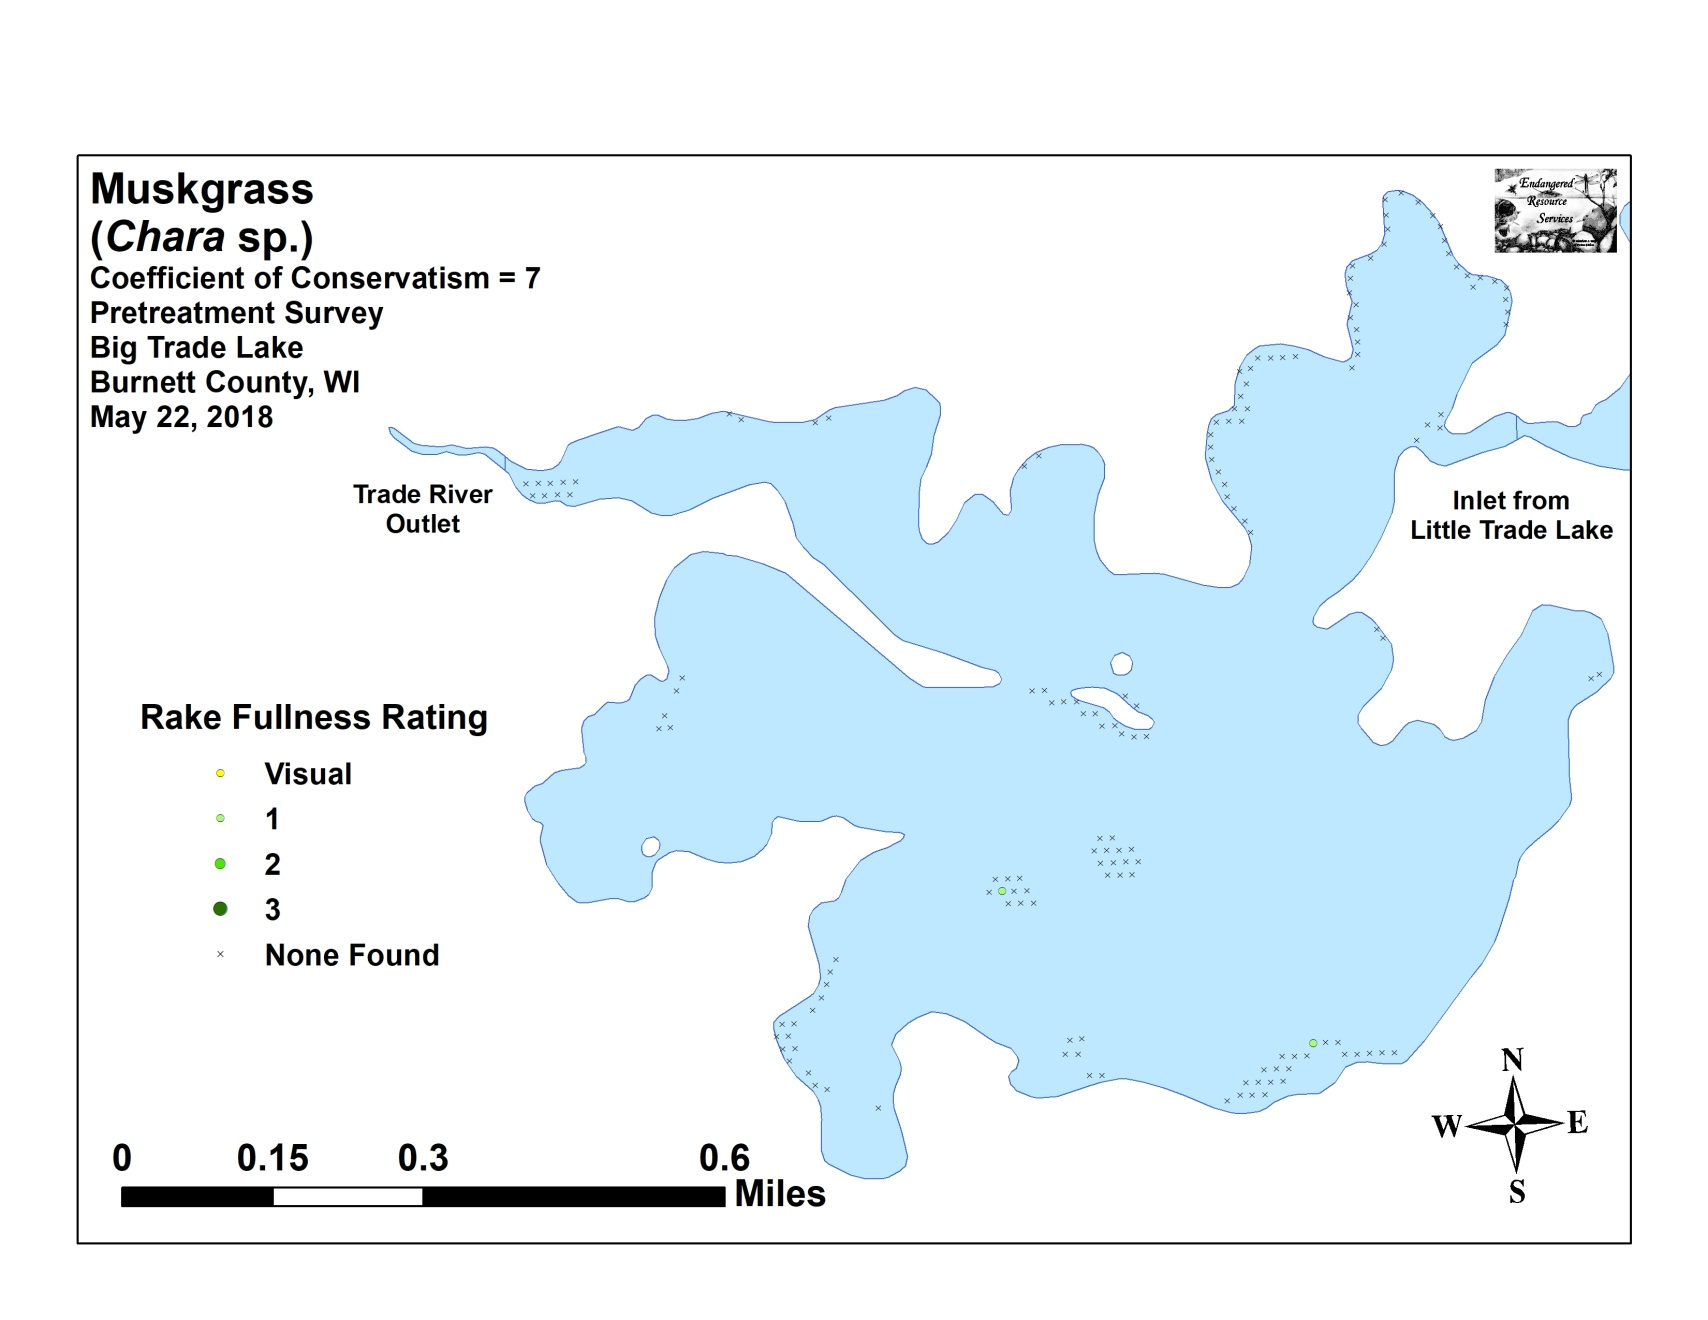 Muskgrass
(Chara sp.)
Coefficient of Conservatism = 7
Pretreatment Survey
Big Trade Lake
Burnett County, WI
May 22, 2018
Endangered
Resource
Services
Trade River
Outlet
Inlet from
Little Trade Lake
Rake Fullness Rating
Visual
1
2
3
None Found
0 0.15 0.3 0.6
Miles
N
W E
S